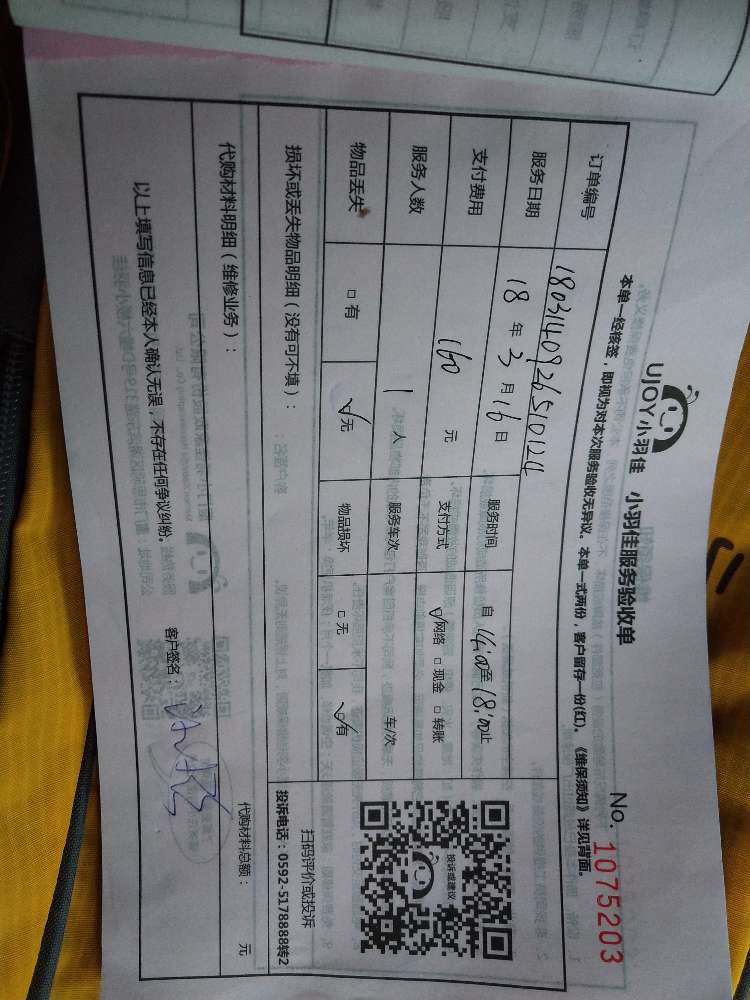 UJOY小羽佳 小羽佳服务验收单
No. 1075203
本单一经核签，即视为对本次服务验收无异议。本单一式两份，客户留存一份(红)。《维保须知》详见背面。
订单编号 1803140926510124
服务日期 18 年 3 月 16 日 服务时间 自 14:00 至 18:00 止
支付费用 160 元 支付方式 ☑网络 □现金 □转账
服务人数 1 人 服务车次 车/次
物品丢失 □有 ☑无 物品损坏 □无 ☑有
投诉或建议
扫码评价或投诉
投诉电话：0592-5178888转2
损坏或丢失物品明细（没有可不填）：
代购材料明细（维修业务）：
代购材料总额： 元
以上填写信息已经本人确认无误，不存在任何争议纠纷。
客户签名：